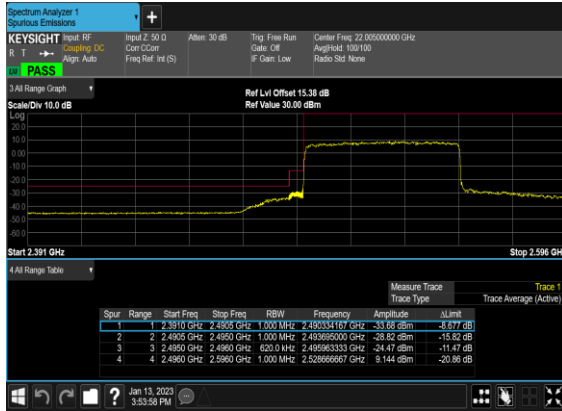 Spectrum Analyzer 1
Spurious Emissions
+
KEYSIGHT Input: RF Input Z: 50 Ω Atten: 30 dB Trig: Free Run Center Freq: 22.005000000 GHz
R T Coupling: DC Corr CCorr Gate: Off Avg|Hold: 100/100
Align: Auto Freq Ref: Int (S) IF Gain: Low Radio Std: None
PASS
3 All Range Graph Ref Lvl Offset 15.38 dB
Scale/Div 10.0 dB Ref Value 30.00 dBm
Log
20.0
10.0
0.00
-10.0
-20.0
-30.0
-40.0
-50.0
-60.0
Start 2.391 GHz Stop 2.596 GH
4 All Range Table
Measure Trace Trace 1
Trace Type Trace Average (Active)
Spur Range Start Freq Stop Freq RBW Frequency Amplitude ΔLimit
1 1 2.3910 GHz 2.4905 GHz 1.000 MHz 2.490334167 GHz -33.68 dBm -8.677 dB
2 2 2.4905 GHz 2.4950 GHz 1.000 MHz 2.493695000 GHz -28.82 dBm -15.82 dB
3 3 2.4950 GHz 2.4960 GHz 620.0 kHz 2.495963333 GHz -24.47 dBm -11.47 dB
4 4 2.4960 GHz 2.5960 GHz 1.000 MHz 2.528666667 GHz 9.144 dBm -20.86 dB
? Jan 13, 2023
3:53:58 PM